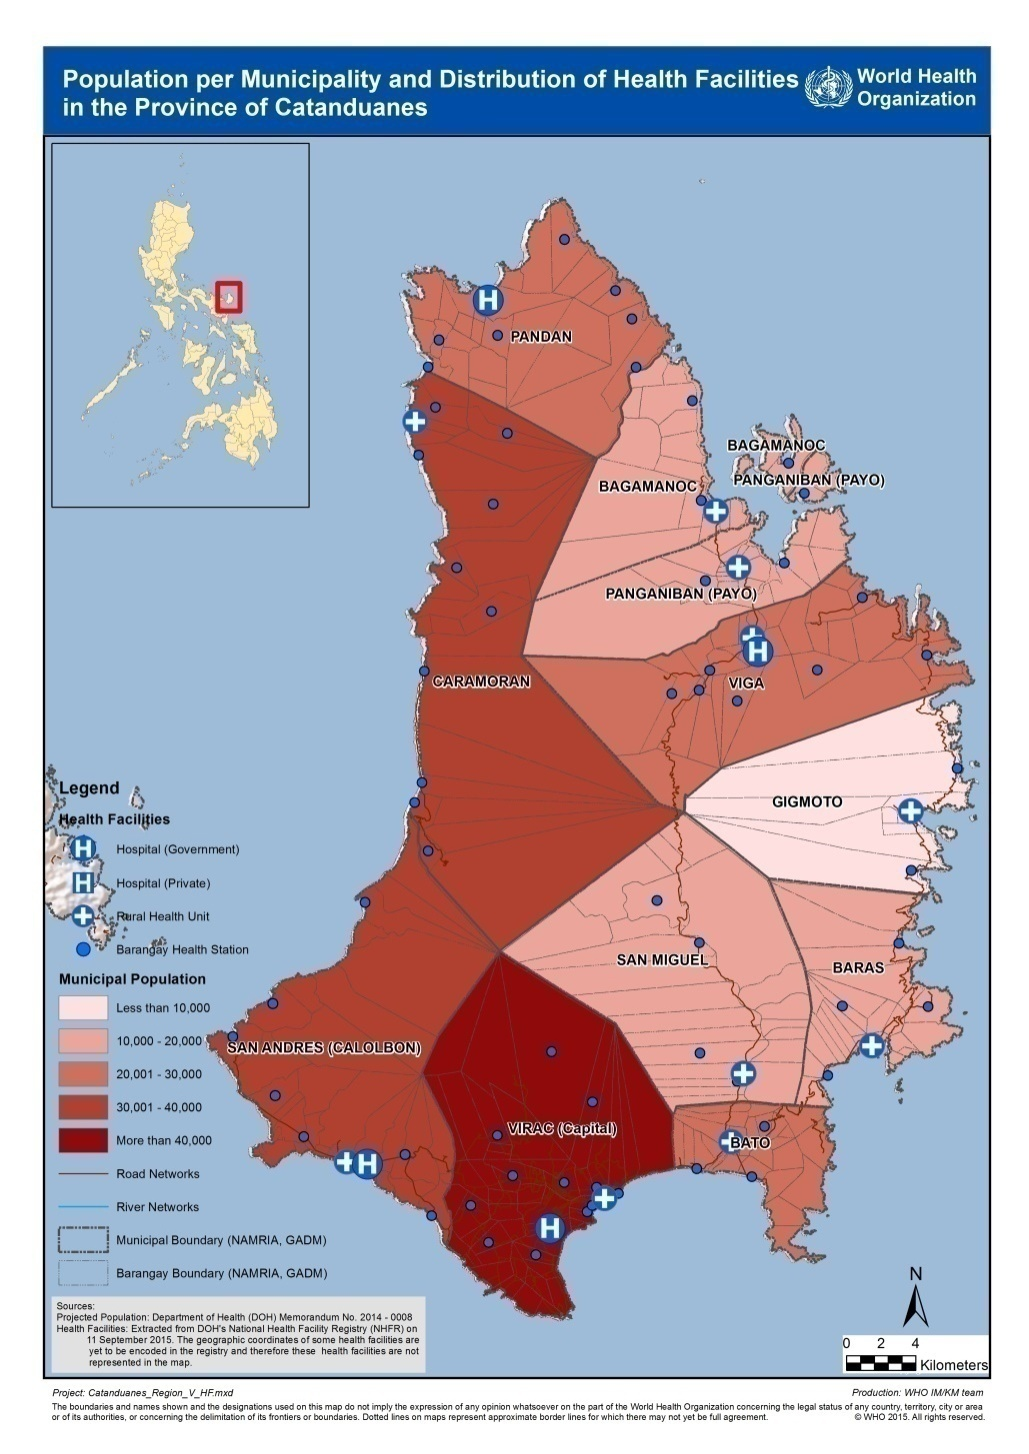 Population per Municipality and Distribution of Health Facilities
in the Province of Catanduanes
World Health
Organization
PANDAN
BAGAMANOC
PANGANIBAN (PAYO)
BAGAMANOC
PANGANIBAN (PAYO)
CARAMORAN
VIGA
GIGMOTO
SAN MIGUEL
BARAS
SAN ANDRES (CALOLBON)
VIRAC (Capital)
BATO
Legend
Health Facilities
H Hospital (Government)
H Hospital (Private)
Rural Health Unit
Barangay Health Station
Municipal Population
Less than 10,000
10,000 - 20,000
20,001 - 30,000
30,001 - 40,000
More than 40,000
Road Networks
River Networks
Municipal Boundary (NAMRIA, GADM)
Barangay Boundary (NAMRIA, GADM)
Sources:
Projected Population: Department of Health (DOH) Memorandum No. 2014 - 0008
Health Facilities: Extracted from DOH's National Health Facility Registry (NHFR) on
11 September 2015. The geographic coordinates of some health facilities are
yet to be encoded in the registry and therefore these health facilities are not
represented in the map.
N
0 2 4
Kilometers
Project: Catanduanes_Region_V_HF.mxd
Production: WHO IM/KM team
The boundaries and names shown and the designations used on this map do not imply the expression of any opinion whatsoever on the part of the World Health Organization concerning the legal status of any country, territory, city or area
or of its authorities, or concerning the delimitation of its frontiers or boundaries. Dotted lines on maps represent approximate border lines for which there may not yet be full agreement.
© WHO 2015. All rights reserved.